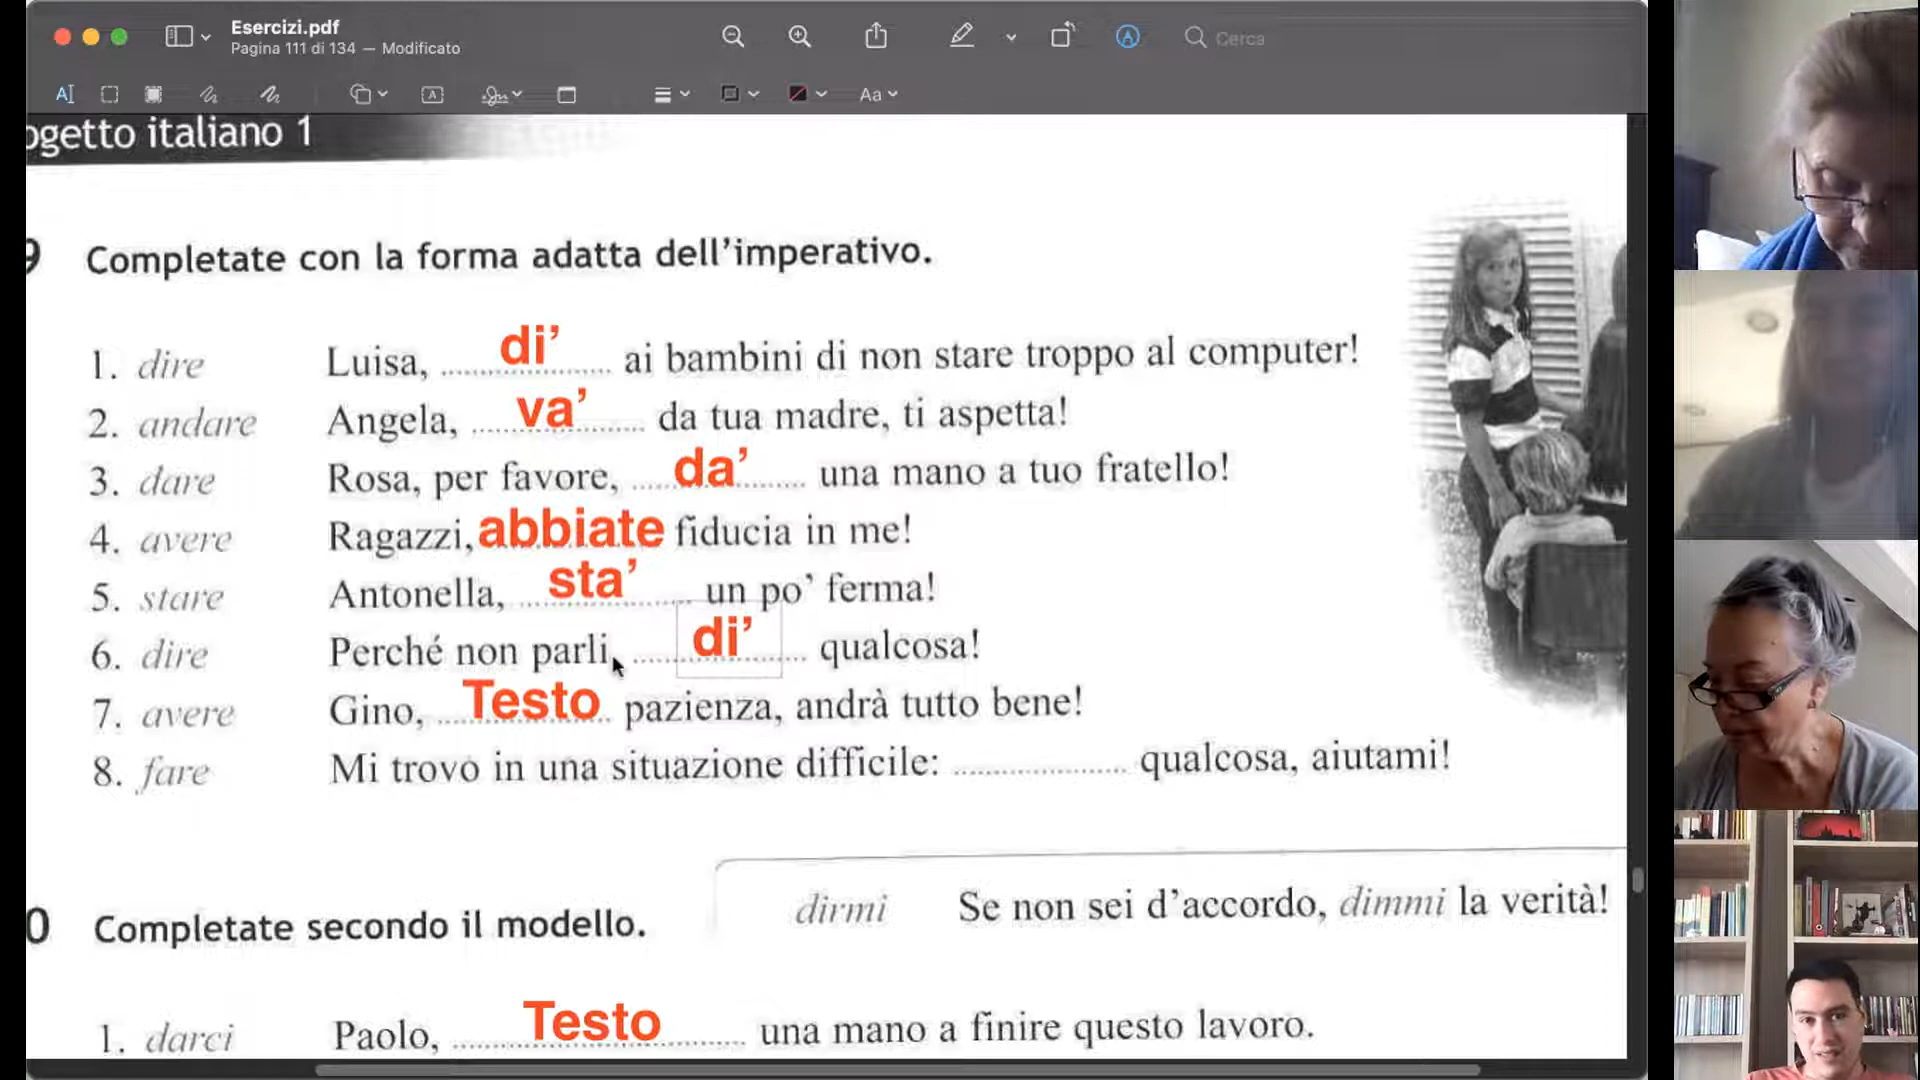 Esercizi.pdf
Pagina 111 di 134 — Modificato
Cerca
Aa
ogetto italiano 1
9 Completate con la forma adatta dell'imperativo.
1. dire Luisa, di' ai bambini di non stare troppo al computer!
2. andare Angela, va' da tua madre, ti aspetta!
3. dare Rosa, per favore, da' una mano a tuo fratello!
4. avere Ragazzi, abbiate fiducia in me!
5. stare Antonella, sta' un po' ferma!
6. dire Perché non parli, di' qualcosa!
7. avere Gino, Testo pazienza, andrà tutto bene!
8. fare Mi trovo in una situazione difficile: .................. qualcosa, aiutami!
0 Completate secondo il modello.
dirmi Se non sei d'accordo, dimmi la verità!
1. darci Paolo, Testo una mano a finire questo lavoro.